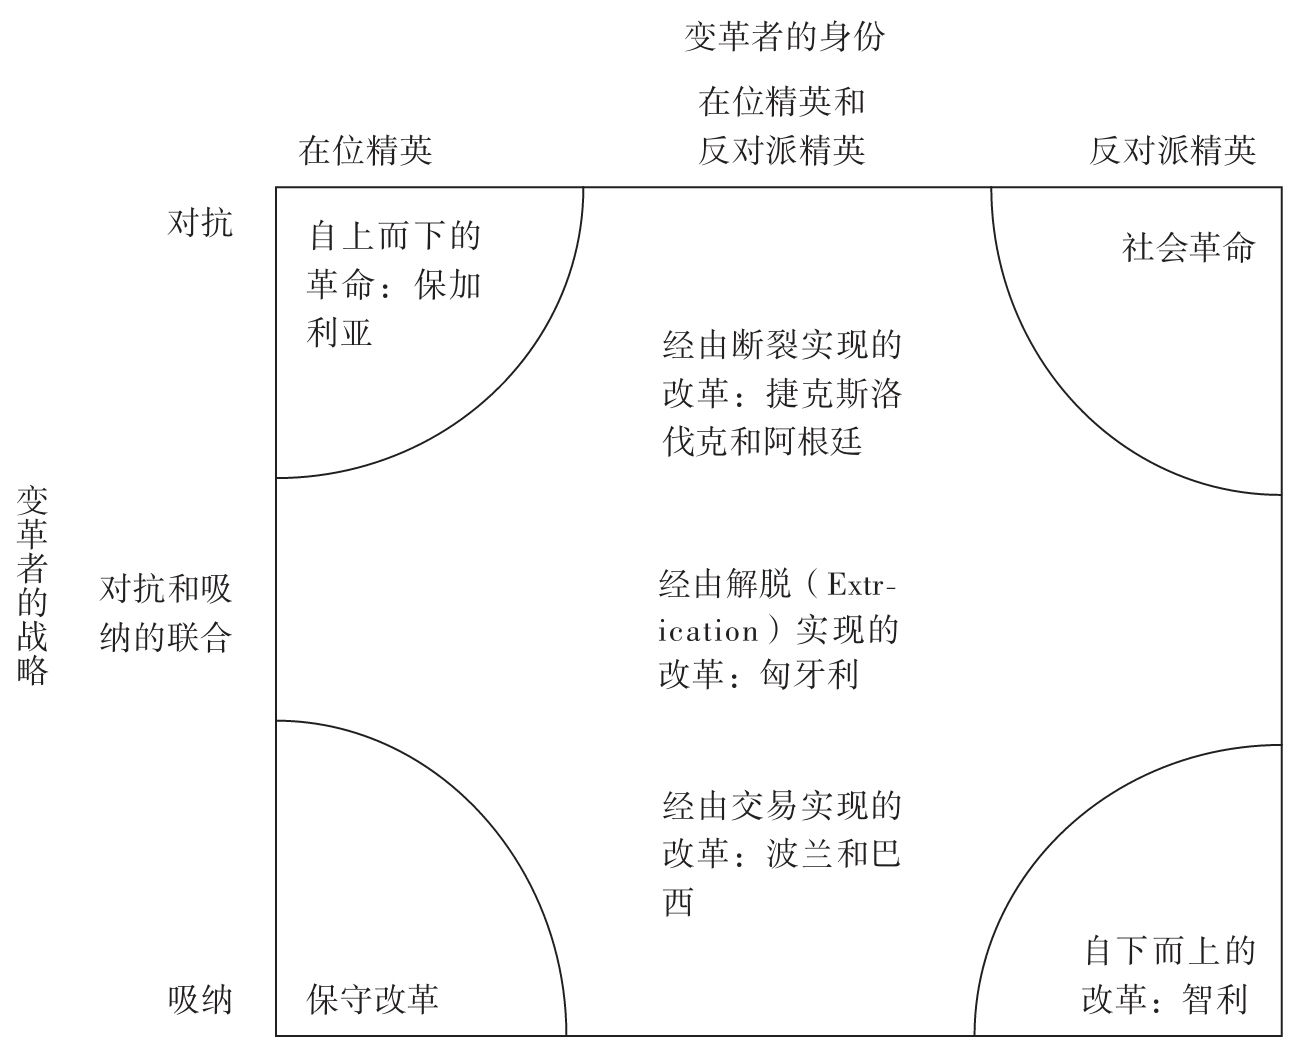 变革者的身份
在位精英和
在位精英
反对派精英
反对派精英
对抗
自上而下的
革命：保加
利亚
社会革命
经由断裂实现的
改革：捷克斯洛
伐克和阿根廷
变革者的战略
对抗和吸
纳的联合
经由解脱（Extr-
ication）实现的
改革：匈牙利
经由交易实现的
改革：波兰和巴
西
吸纳
保守改革
自下而上的
改革：智利